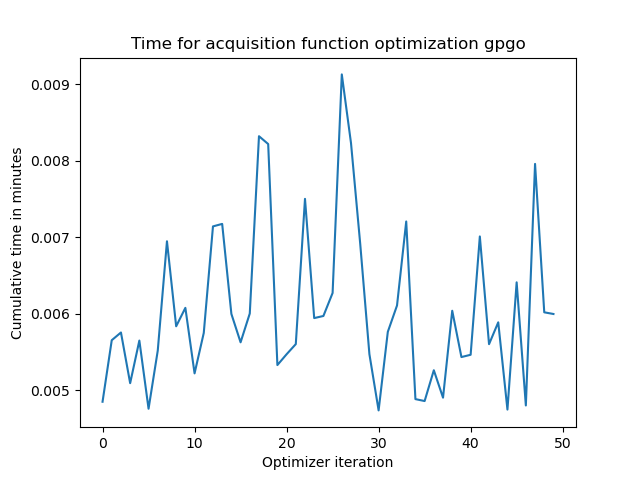 Time for acquisition function optimization gpgo
Cumulative time in minutes
0.009
0.008
0.007
0.006
0.005
0 10 20 30 40 50
Optimizer iteration